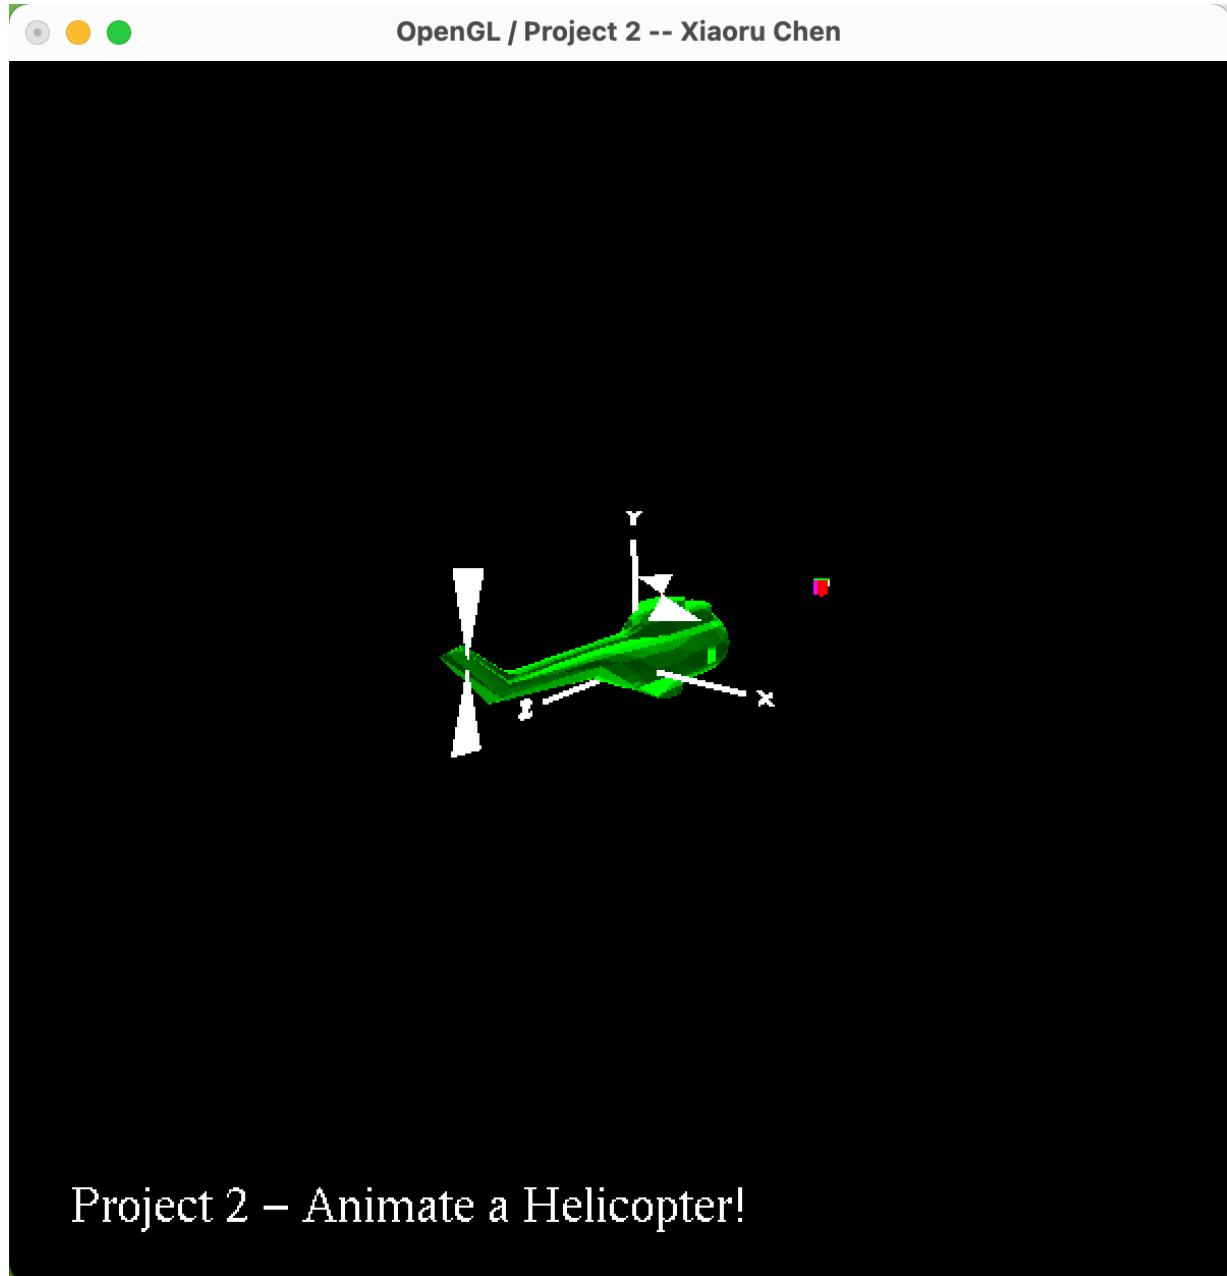 OpenGL / Project 2 -- Xiaoru Chen
Y
Z
X
Project 2 – Animate a Helicopter!